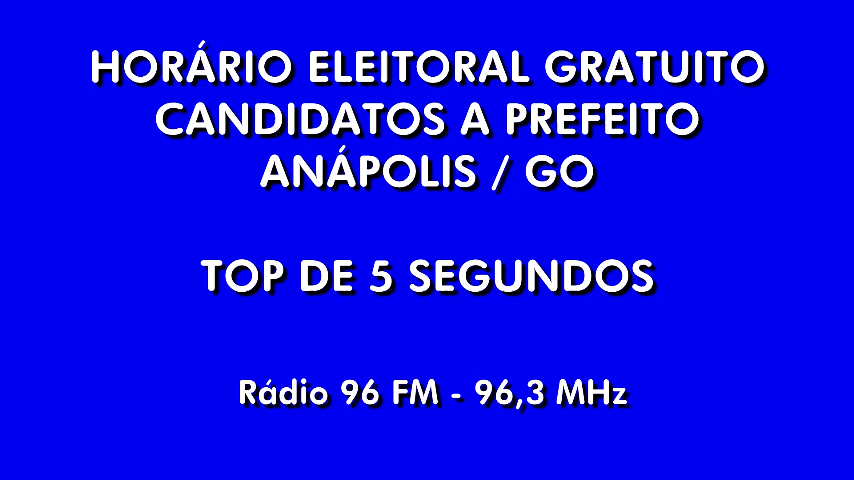 HORÁRIO ELEITORAL GRATUITO
CANDIDATOS A PREFEITO
ANÁPOLIS / GO
TOP DE 5 SEGUNDOS
Rádio 96 FM - 96,3 MHz